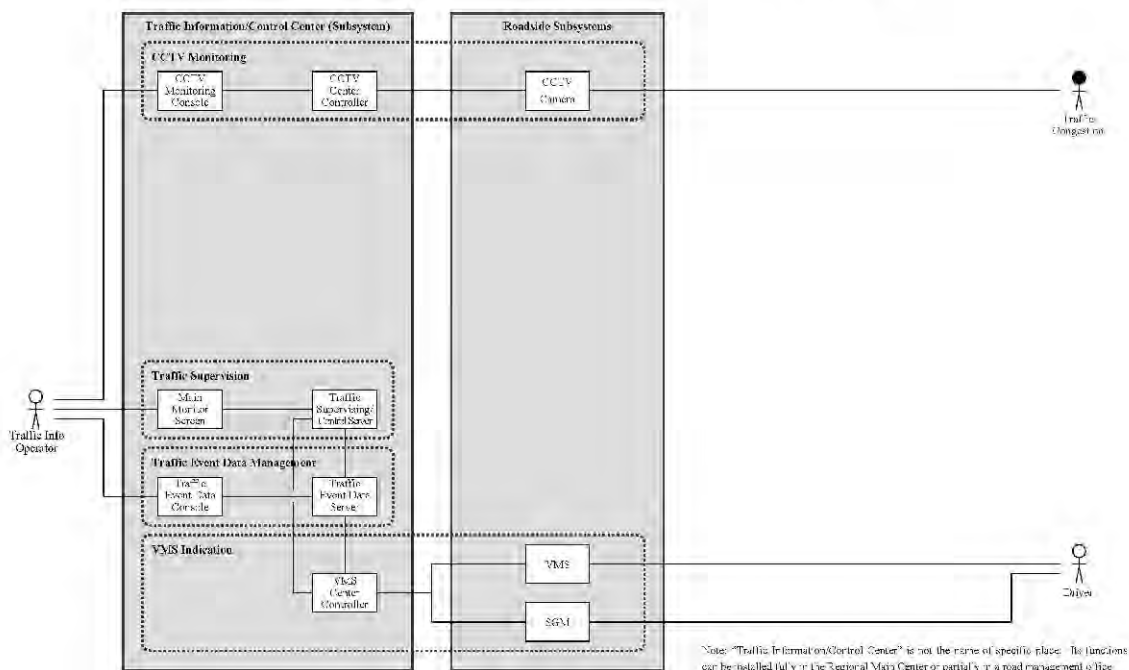 Traffic Information/Control Center (Subsystem)
Roadside Subsystems
CCTV Monitoring
CCTV
Monitoring
Console
CCTV
Center
Controller
CCTV
Camera
Traffic
Congestion
Traffic Supervision
Main
Monitor
Screen
Traffic
Supervising/
Control Server
Traffic Info
Operator
Traffic Event Data Management
Traffic
Event Data
Console
Traffic
Event Data
Server
VMS Indication
VMS
VMS
Center
Controller
SGM
Driver
Note: "Traffic Information/Control Center" is not the name of specific place. Its functions
can be installed fully in the Regional Main Center or partially in a road management office